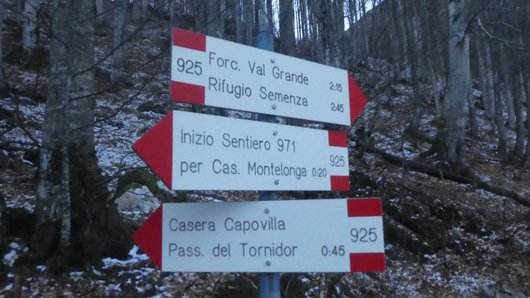 925
Forc. Val Grande 2:15
Rifugio Semenza 2:45
Inizio Sentiero 971
per Cas. Montelonga 0:20
925
Casera Capovilla
Pass. del Tornidor 0:45
925